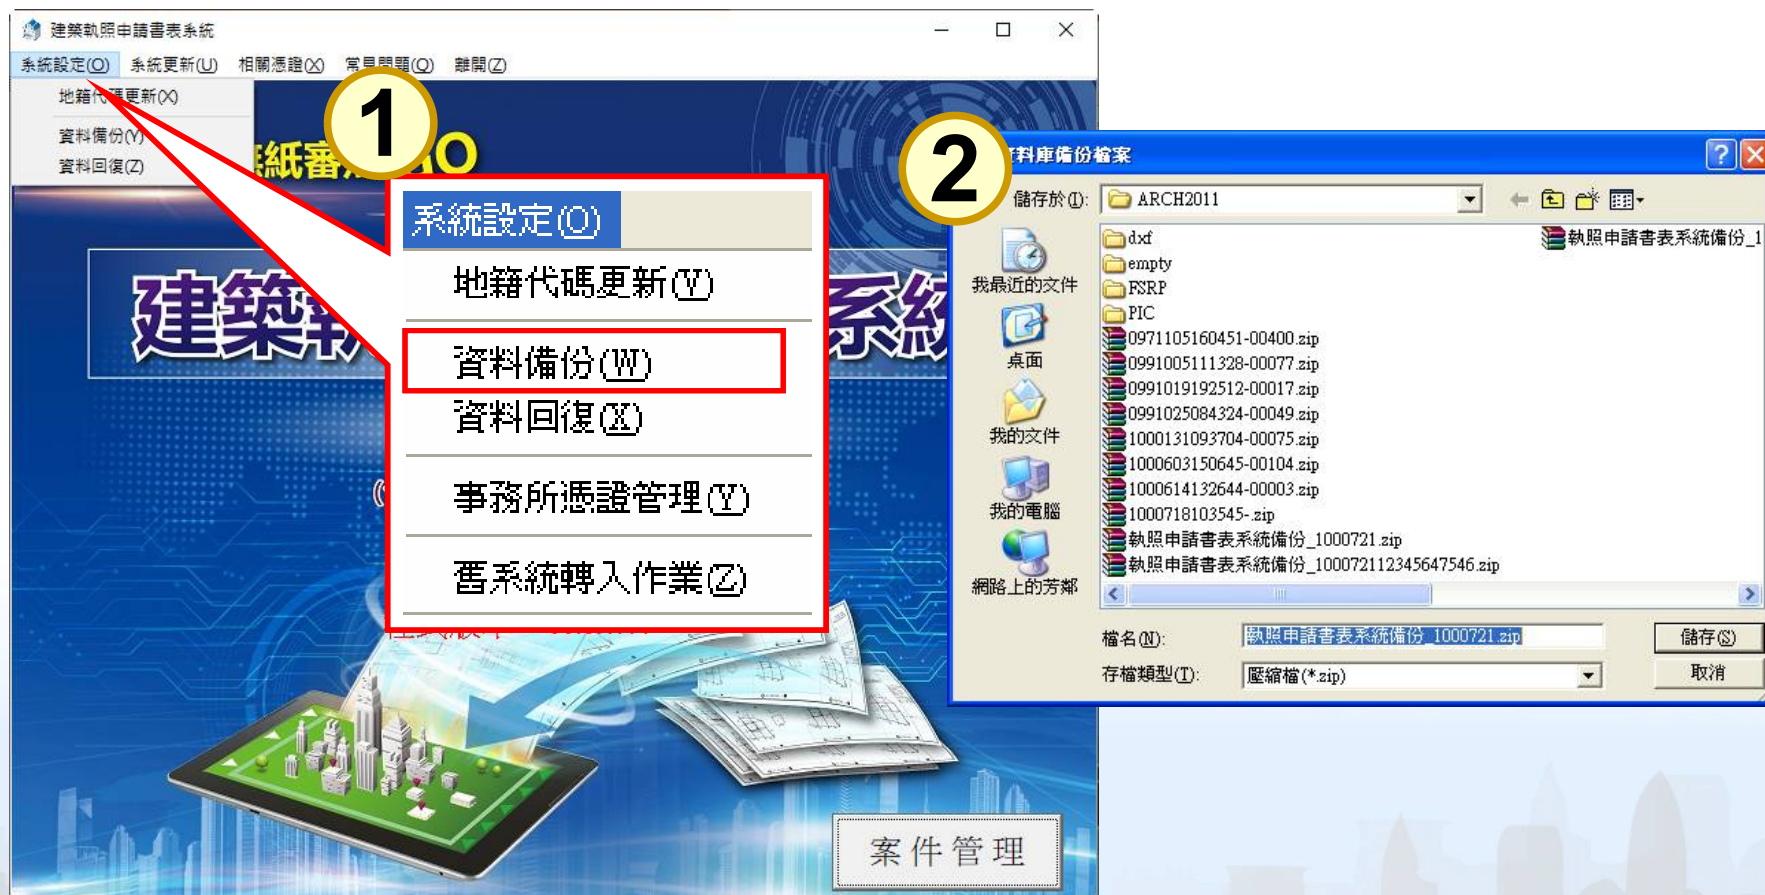 建築執照申請書表系統
系統設定(O) 系統更新(U) 相關憑證(X) 常見問題(Q) 離開(Z)
地籍代碼更新(X)
資料備份(Y)
資料回復(Z)
1
紙審
建築執
系統
系統設定(O)
地籍代碼更新(V)
資料備份(W)
資料回復(X)
事務所憑證管理(Y)
舊系統轉入作業(Z)
案件管理
2
料庫備份檔案
儲存於(I): ARCH2011
我最近的文件
桌面
我的文件
我的電腦
網路上的芳鄰
dxf
empty
FSRP
PIC
0971105160451-00400.zip
0991005111328-00077.zip
0991019192512-00017.zip
0991025084324-00049.zip
1000131093704-00075.zip
1000603150645-00104.zip
1000614132644-00003.zip
1000718103545-.zip
執照申請書表系統備份_1000721.zip
執照申請書表系統備份_100072112345647546.zip
執照申請書表系統備份_1
檔名(N): 執照申請書表系統備份_1000721.zip 儲存(S)
存檔類型(T): 壓縮檔(*.zip) 取消